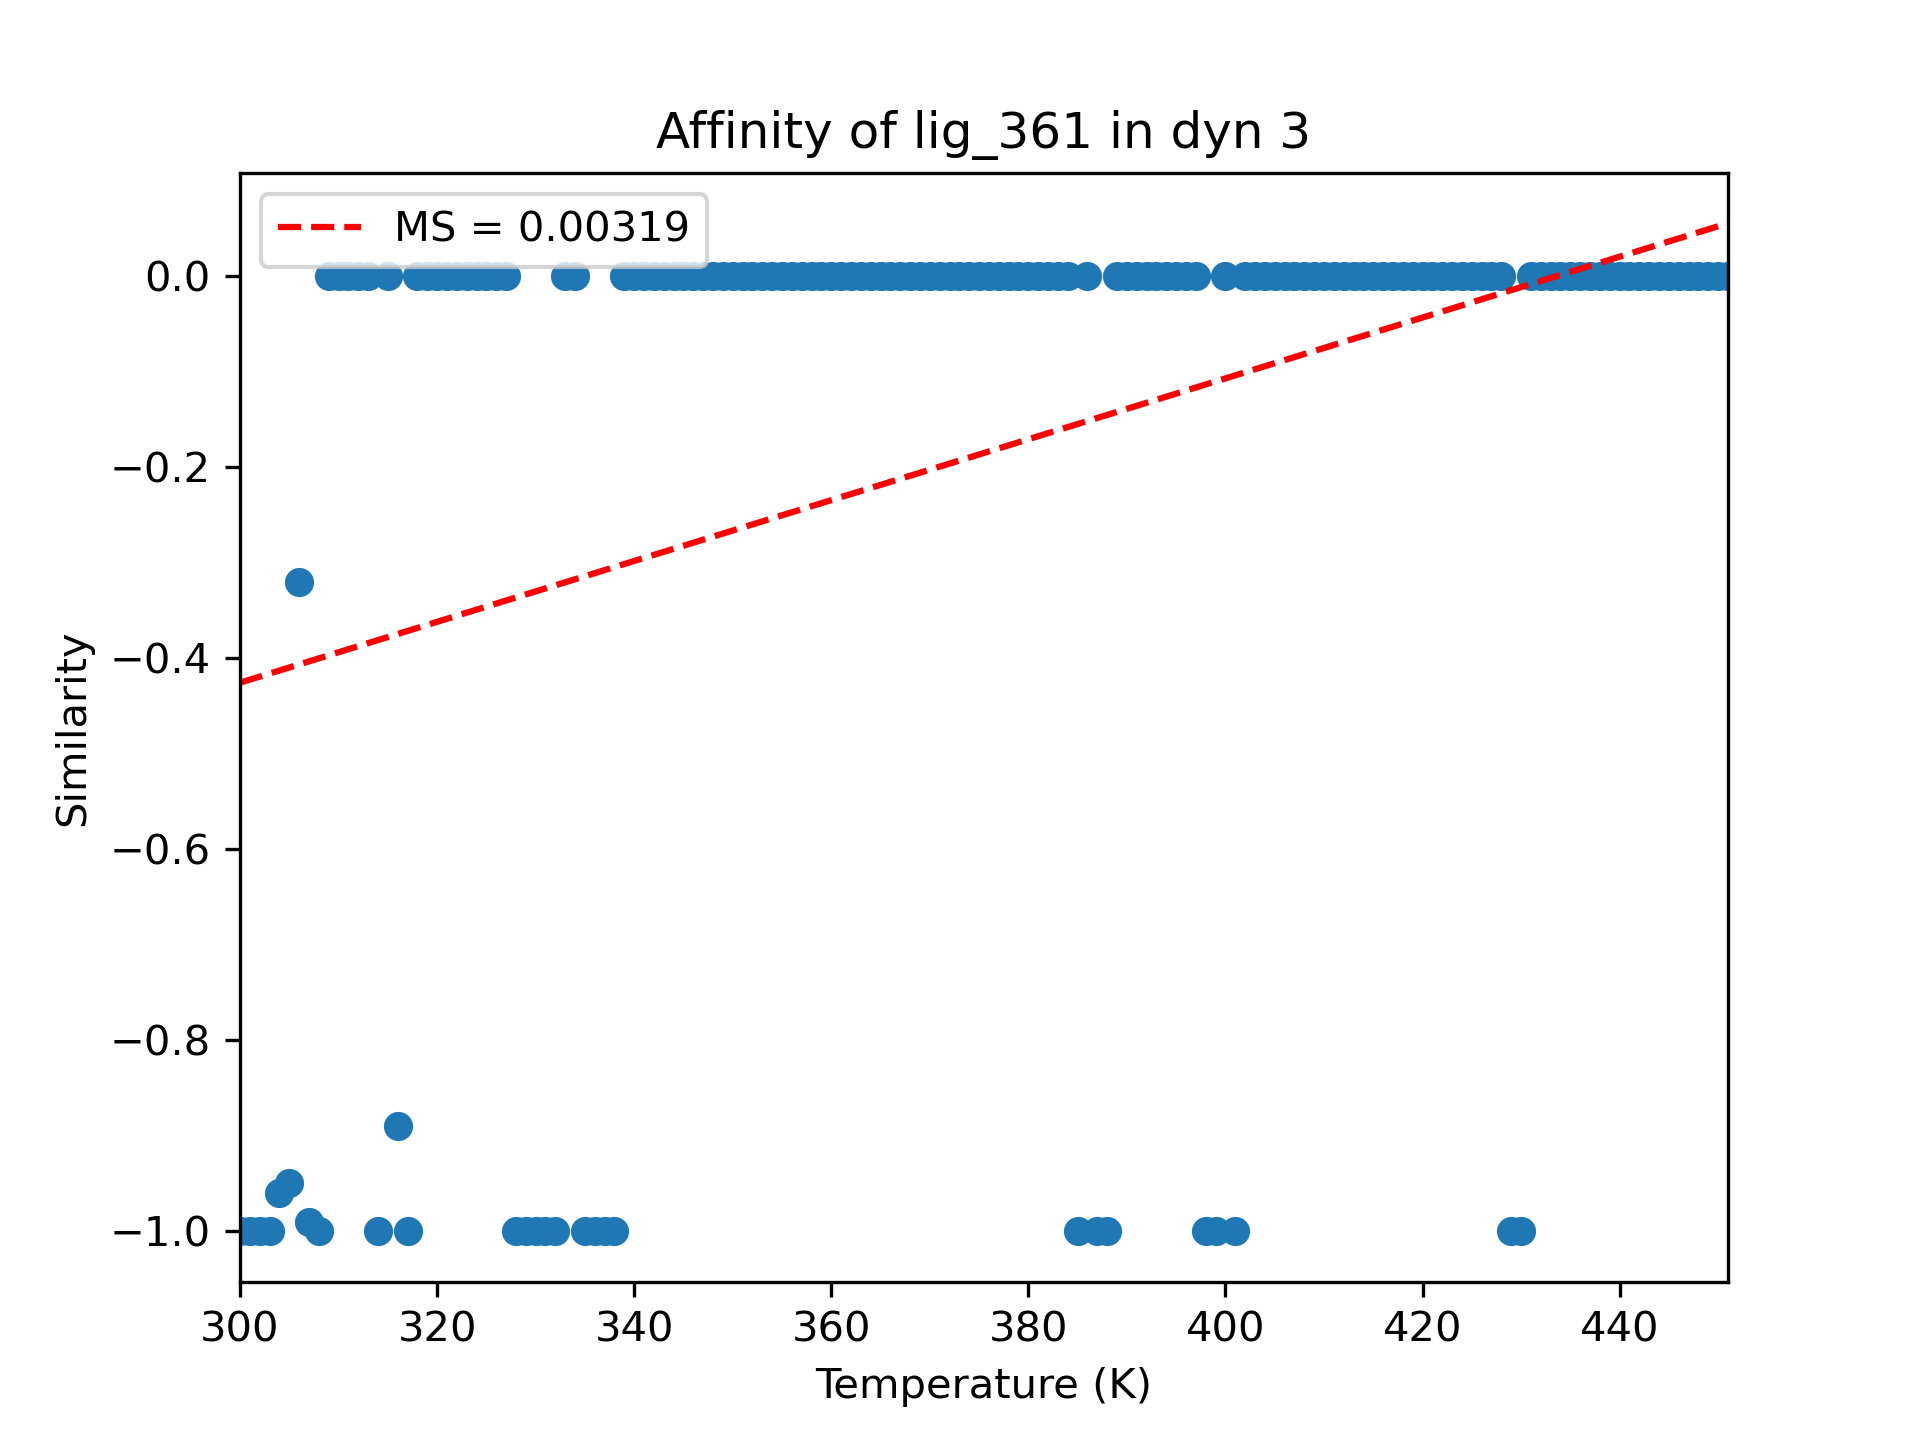 Affinity of lig_361 in dyn 3
MS = 0.00319
0.0
−0.2
−0.4
−0.6
−0.8
−1.0
Similarity
300 320 340 360 380 400 420 440
Temperature (K)